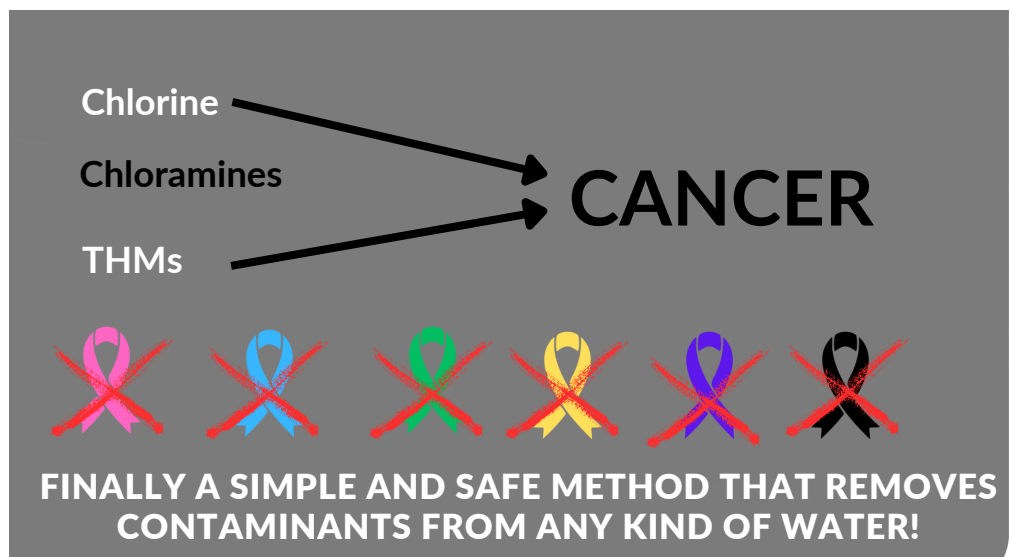 Chlorine
Chloramines
THMs
CANCER
FINALLY A SIMPLE AND SAFE METHOD THAT REMOVES
CONTAMINANTS FROM ANY KIND OF WATER!